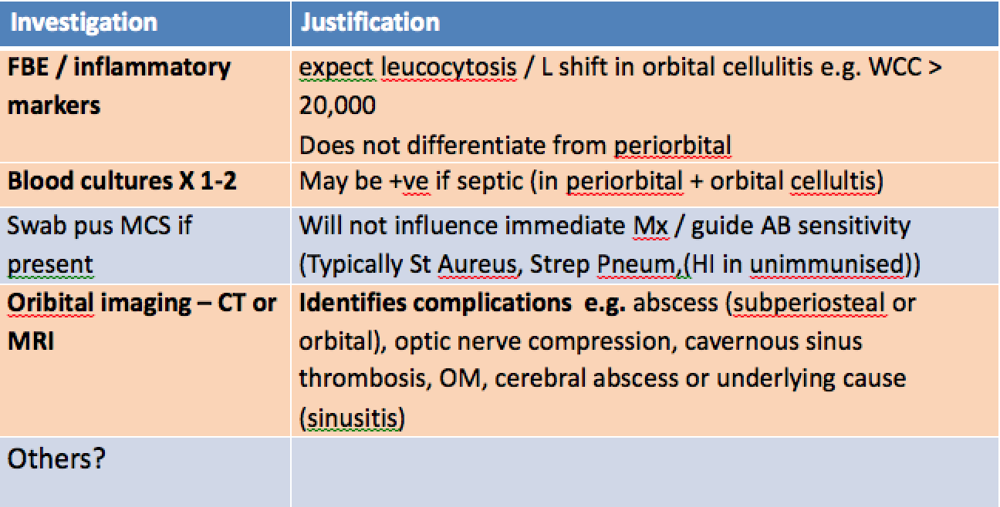 Investigation
Justification
FBE / inflammatory
markers
expect leucocytosis / L shift in orbital cellulitis e.g. WCC >
20,000
Does not differentiate from periorbital
Blood cultures X 1-2
May be +ve if septic (in periorbital + orbital cellultis)
Swab pus MCS if
present
Will not influence immediate Mx / guide AB sensitivity
(Typically St Aureus, Strep Pneum,(HI in unimmunised))
Oribital imaging – CT or
MRI
Identifies complications e.g. abscess (subperiosteal or
orbital), optic nerve compression, cavernous sinus
thrombosis, OM, cerebral abscess or underlying cause
(sinusitis)
Others?